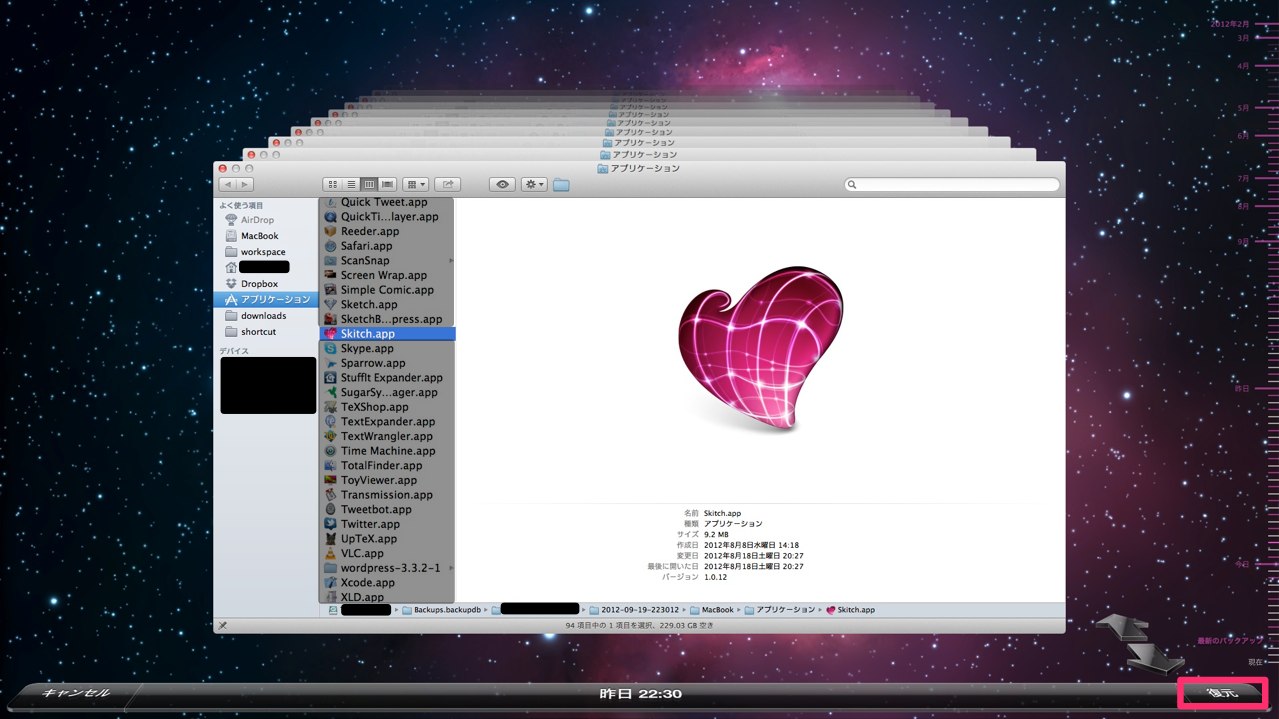 2012年2月
3月
4月
5月
6月
7月
8月
9月
昨日
今日
最新のバックアップ
現在
アプリケーション
アプリケーション
アプリケーション
アプリケーション
アプリケーション
アプリケーション
アプリケーション
よく使う項目
AirDrop
MacBook
workspace
Dropbox
アプリケーション
downloads
shortcut
デバイス
Quick Tweet.app
QuickTi...layer.app
Reeder.app
Safari.app
ScanSnap
Screen Wrap.app
Simple Comic.app
Sketch.app
SketchB...press.app
Skitch.app
Skype.app
Sparrow.app
StuffIt Expander.app
SugarSy...ager.app
TeXShop.app
TextExpander.app
TextWrangler.app
Time Machine.app
TotalFinder.app
ToyViewer.app
Transmission.app
Tweetbot.app
Twitter.app
UpTeX.app
VLC.app
wordpress-3.3.2-1
Xcode.app
XLD.app
名前 Skitch.app
種類 アプリケーション
サイズ 9.2 MB
作成日 2012年8月8日水曜日 14:18
変更日 2012年8月18日土曜日 20:27
最後に開いた日 2012年8月18日土曜日 20:27
バージョン 1.0.12
Backups.backupdb 2012-09-19-223012 MacBook アプリケーション Skitch.app
94 項目中の 1 項目を選択、229.03 GB 空き
キャンセル
昨日 22:30
復元